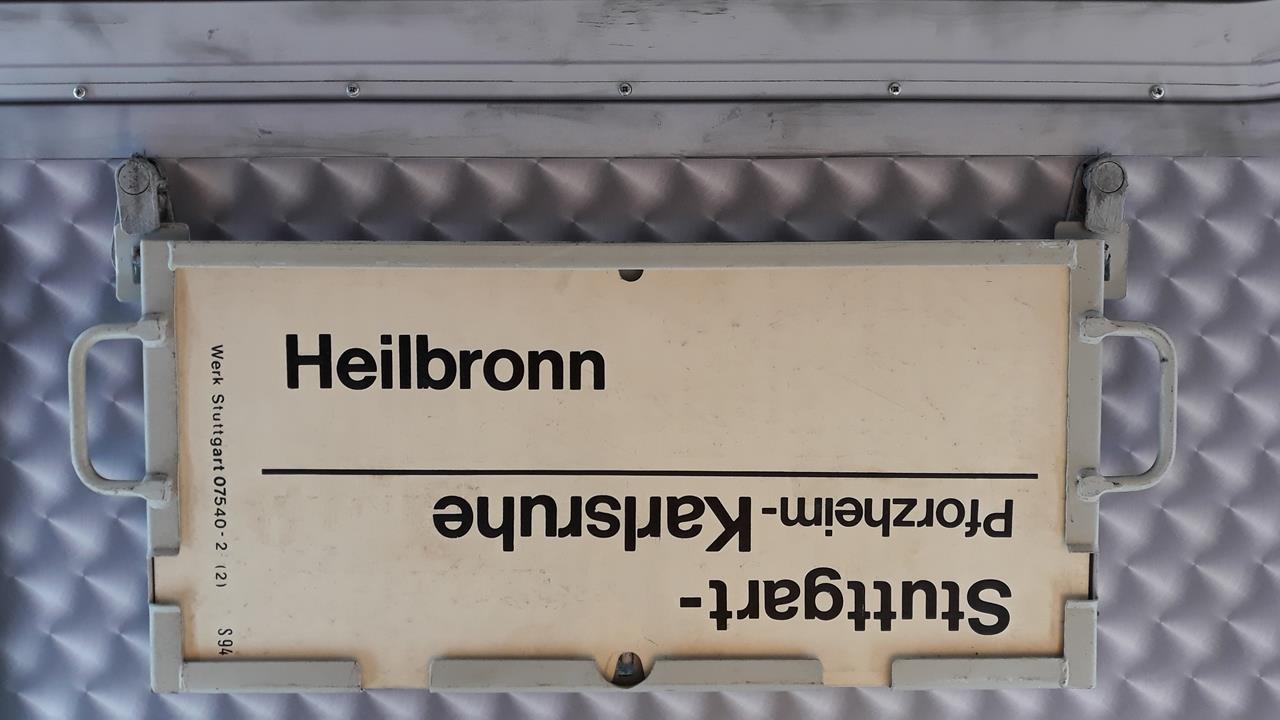 Heilbronn
Stuttgart-
Pforzheim-Karlsruhe
Werk Stuttgart 07540-2 (2) S94